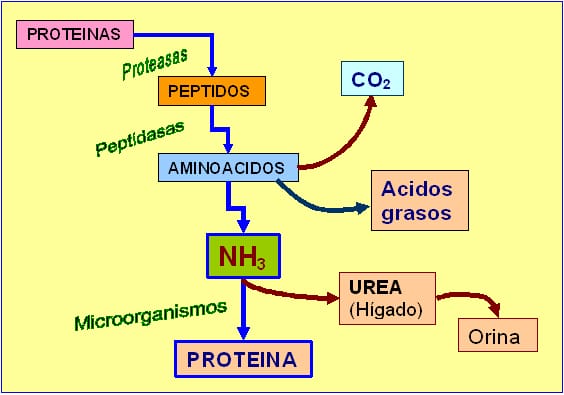 PROTEINAS
Proteasas
PEPTIDOS
CO₂
Peptidasas
AMINOACIDOS
Acidos
grasos
NH₃
UREA
(Hígado)
Microorganismos
Orina
PROTEINA